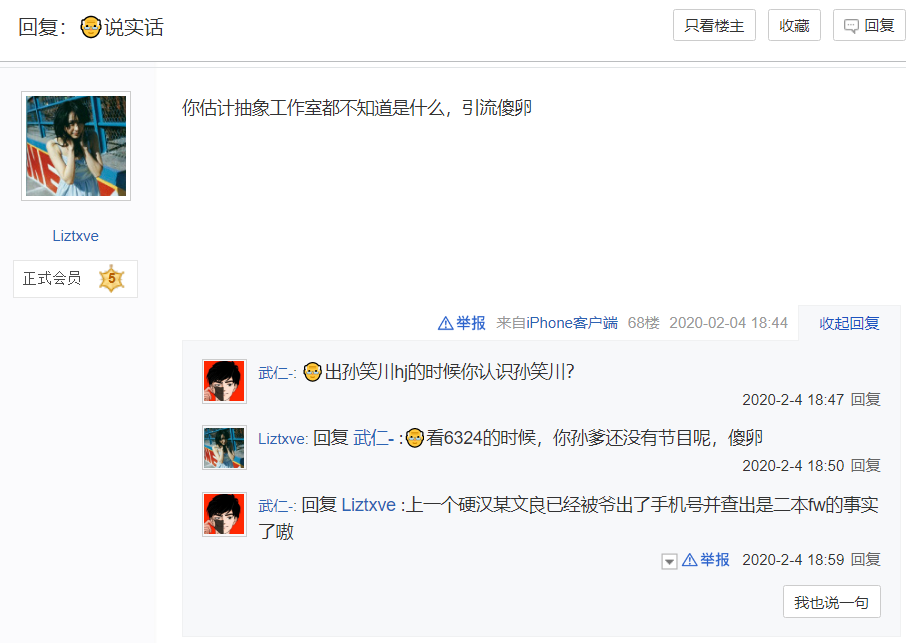 回复：👴说实话
只看楼主
收藏
回复
你估计抽象工作室都不知道是什么，引流傻卵
Liztxve
正式会员 5
举报 来自iPhone客户端 68楼 2020-02-04 18:44 收起回复
武仁-: 👴出孙笑川hj的时候你认识孙笑川？
2020-2-4 18:47 回复
Liztxve: 回复 武仁- :👴看6324的时候，你孙爹还没有节目呢，傻卵
2020-2-4 18:50 回复
武仁-: 回复 Liztxve :上一个硬汉某文良已经被爷出了手机号并查出是二本fw的事实
了嗷
举报 2020-2-4 18:59 回复
我也说一句